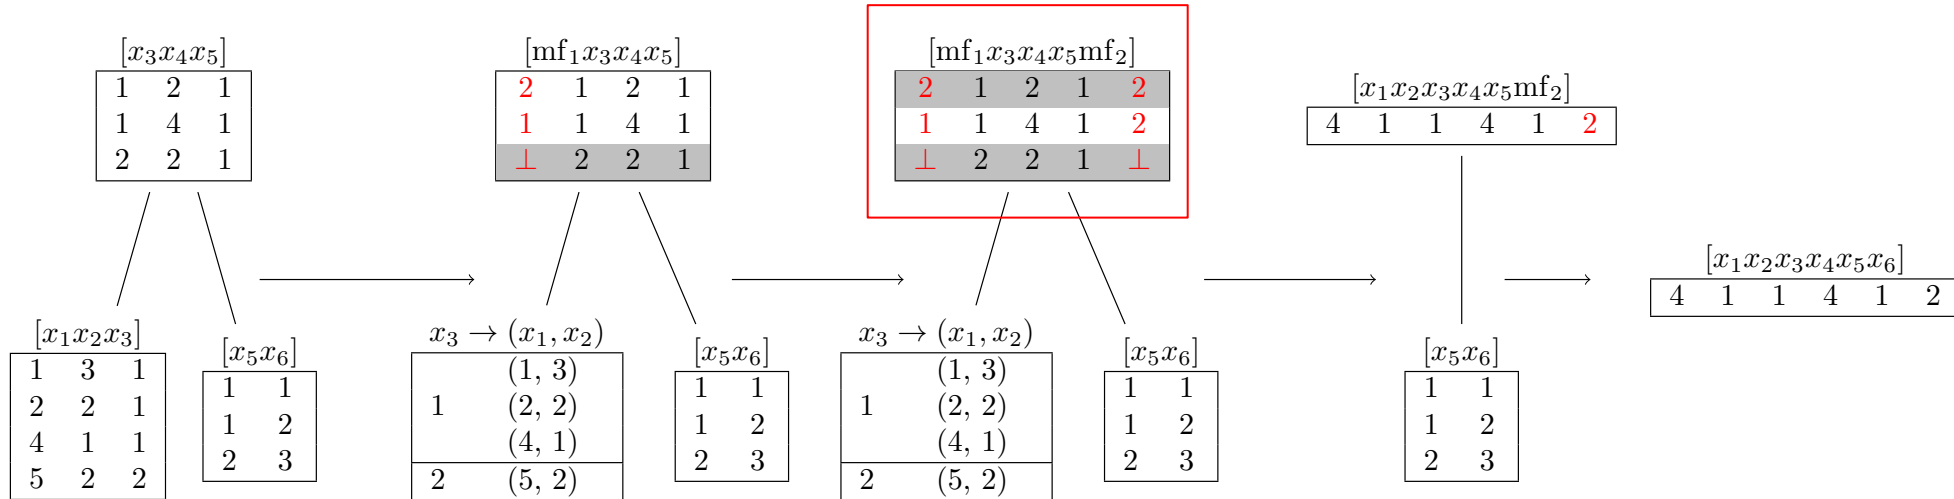 [x₃x₄x₅]
1 2 1
1 4 1
2 2 1
[x₁x₂x₃]
1 3 1
2 2 1
4 1 1
5 2 2
[x₅x₆]
1 1
1 2
2 3
[mf₁x₃x₄x₅]
2 1 2 1
1 1 4 1
⊥ 2 2 1
x₃ → (x₁, x₂)
(1, 3)
1 (2, 2)
(4, 1)
2 (5, 2)
[x₅x₆]
1 1
1 2
2 3
[mf₁x₃x₄x₅mf₂]
2 1 2 1 2
1 1 4 1 2
⊥ 2 2 1 ⊥
x₃ → (x₁, x₂)
(1, 3)
1 (2, 2)
(4, 1)
2 (5, 2)
[x₅x₆]
1 1
1 2
2 3
[x₁x₂x₃x₄x₅mf₂]
4 1 1 4 1 2
[x₅x₆]
1 1
1 2
2 3
[x₁x₂x₃x₄x₅x₆]
4 1 1 4 1 2